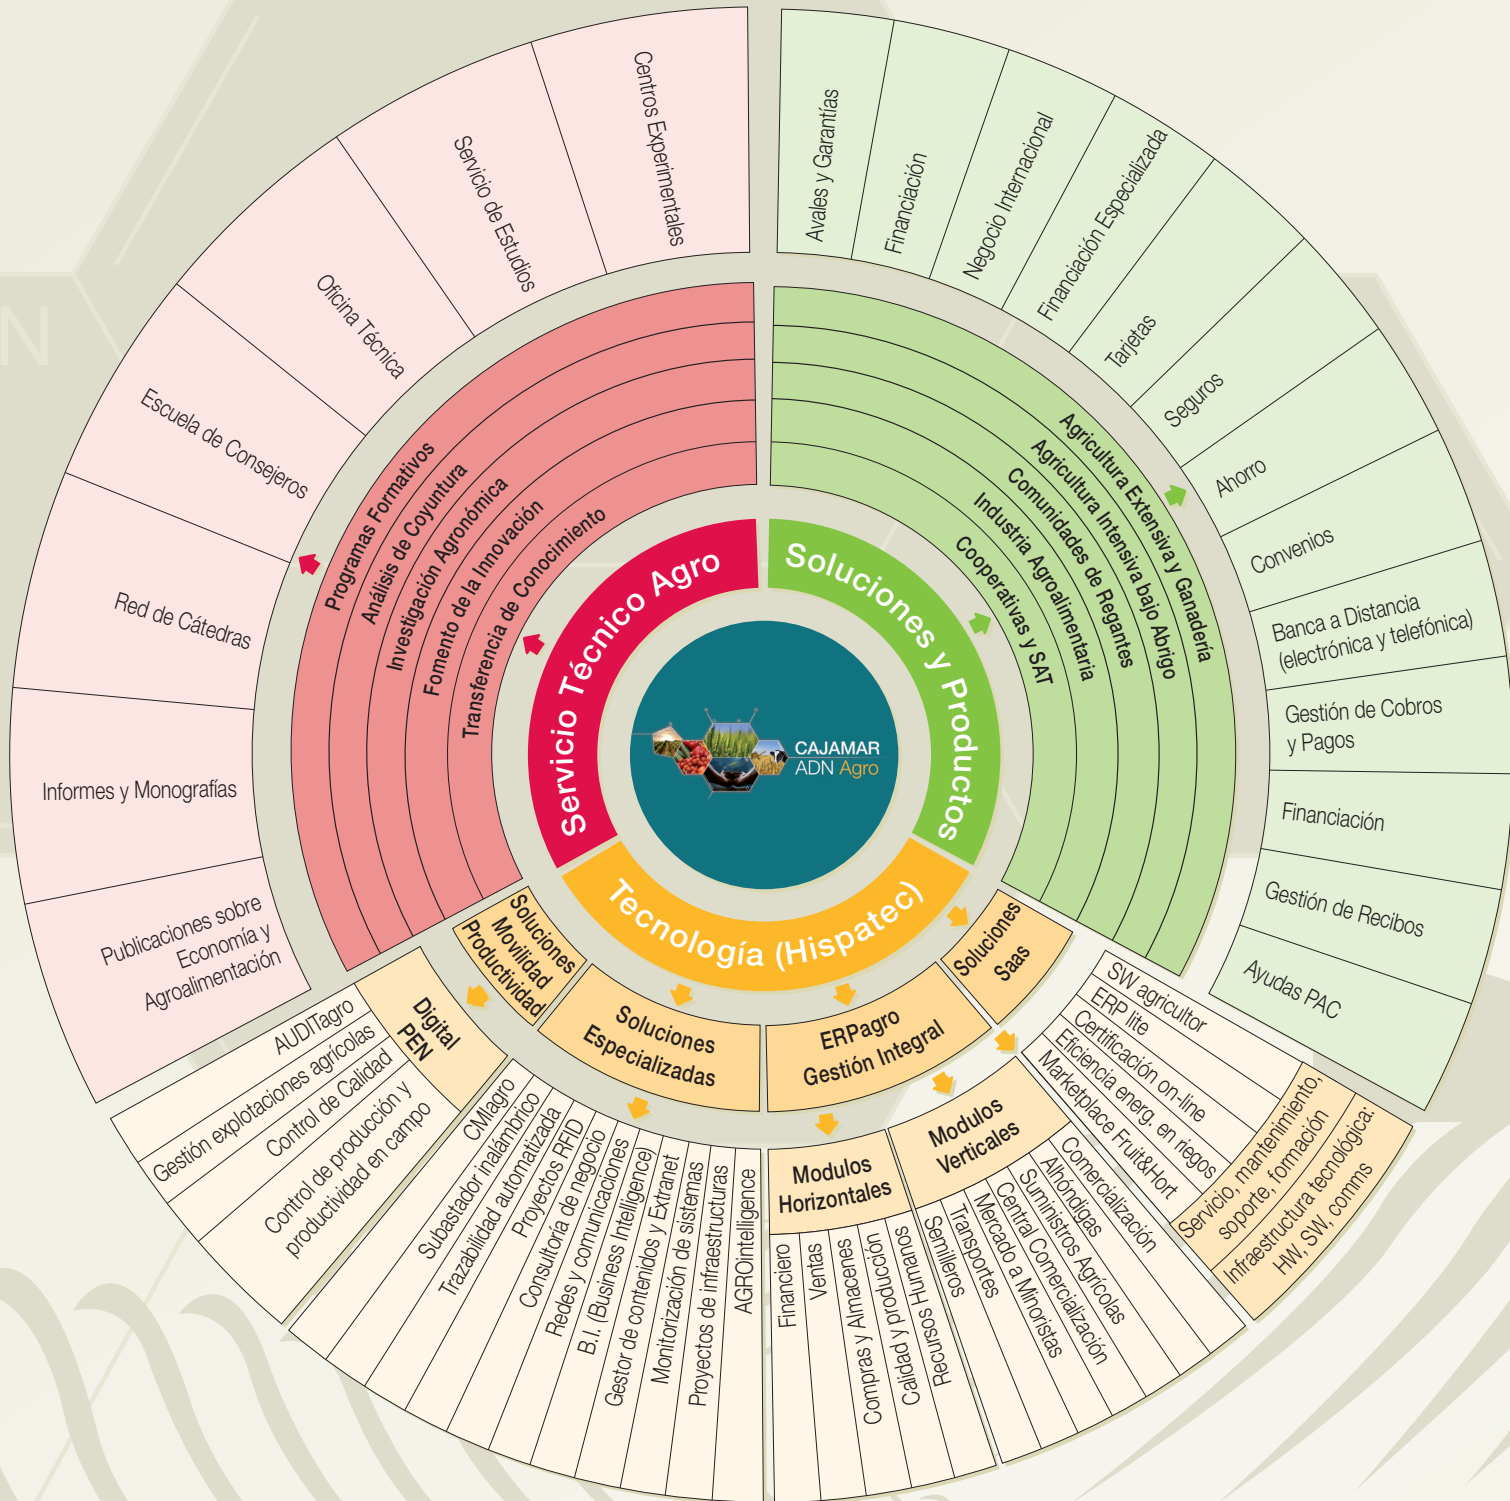 N
CAJAMAR
ADN Agro
Servicio Técnico Agro
Soluciones y Productos
Tecnología (Hispatec)
Programas Formativos
Análisis de Coyuntura
Investigación Agronómica
Fomento de la Innovación
Transferencia de Conocimiento
Centros Experimentales
Servicio de Estudios
Oficina Técnica
Escuela de Consejeros
Red de Cátedras
Informes y Monografías
Publicaciones sobre
Economía y
Agroalimentación
Agricultura Extensiva y Ganadería
Agricultura Intensiva bajo Abrigo
Comunidades de Regantes
Industria Agroalimentaria
Cooperativas y SAT
Avales y Garantías
Financiación
Negocio Internacional
Financiación Especializada
Tarjetas
Seguros
Ahorro
Convenios
Banca a Distancia
(electrónica y telefónica)
Gestión de Cobros
y Pagos
Financiación
Gestión de Recibos
Ayudas PAC
Soluciones
Movilidad
Productividad
Soluciones
Especializadas
ERPagro
Gestión Integral
Soluciones
Saas
Digital
PEN
AUDITagro
Gestión explotaciones agrícolas
Control de Calidad
Control de producción y
productividad en campo
CMIagro
Subastador inalámbrico
Trazabilidad automatizada
Proyectos RFID
Consultoría de negocio
Redes y comunicaciones
B.I. (Business Intelligence)
Gestor de contenidos y Extranet
Monitorización de sistemas
Proyectos de infraestructuras
AGROintelligence
Modulos
Horizontales
Financiero
Ventas
Compras y Almacenes
Calidad y producción
Recursos Humanos
Modulos
Verticales
Semilleros
Transportes
Mercado a Minoristas
Central Comercialización
Suministros Agrícolas
Alhóndigas
Comercialización
SW agricultor
ERP lite
Certificación on-line
Eficiencia energ. en riegos
Marketplace Fruit&Hort
Servicio, mantenimiento,
soporte, formación
Infraestructura tecnológica:
HW, SW, comms